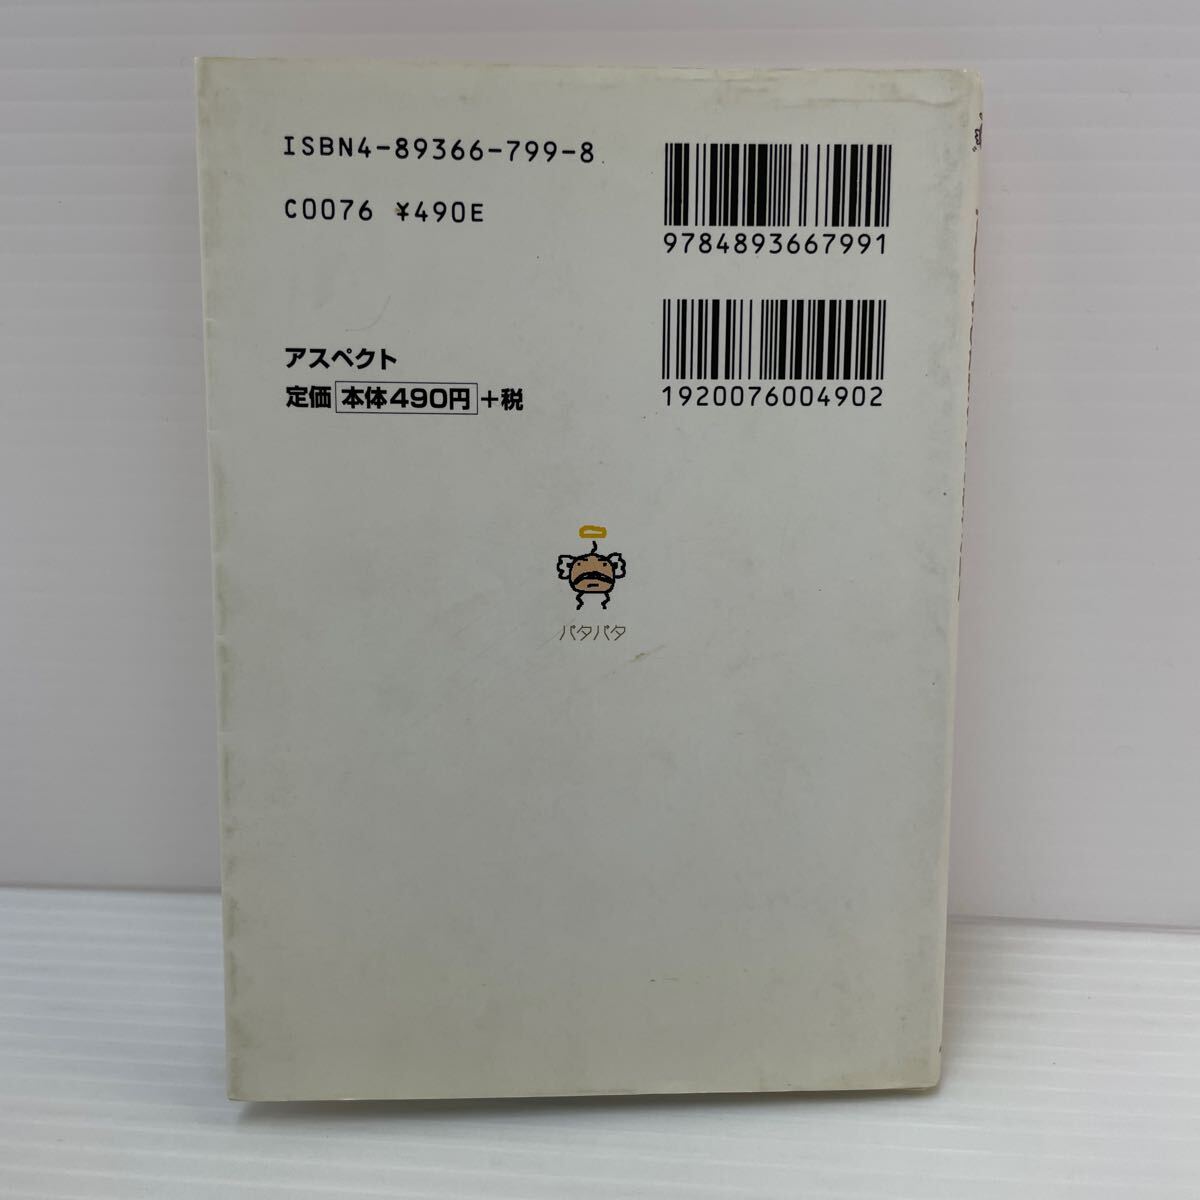 ISBN4-89366-799-8
C0076 ¥490E
9784893667991
1920076004902
アスペクト
定価 本体490円 +税
パタパタ